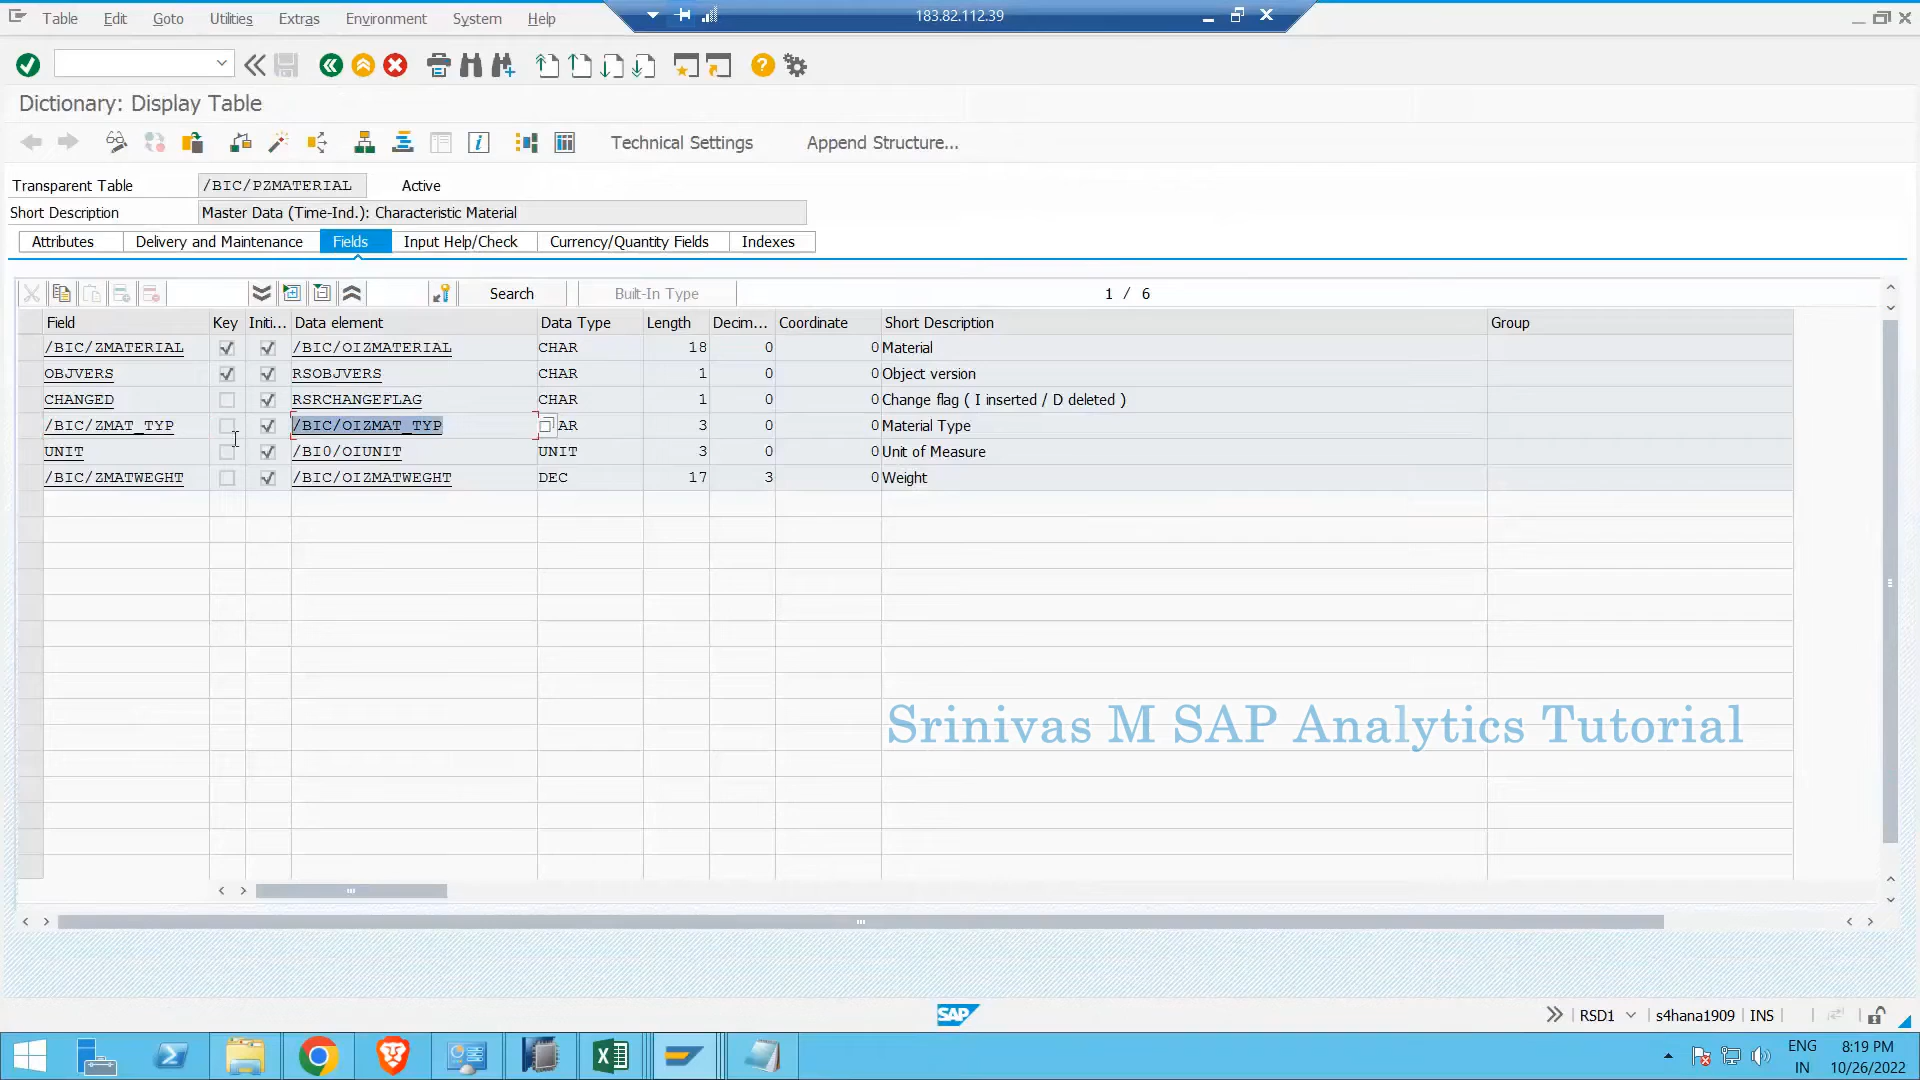 Table Edit Goto Utilities Extras Environment System Help
183.82.112.39
Dictionary: Display Table
Technical Settings Append Structure...
Transparent Table /BIC/PZMATERIAL Active
Short Description Master Data (Time-Ind.): Characteristic Material
Attributes Delivery and Maintenance Fields Input Help/Check Currency/Quantity Fields Indexes
Search Built-In Type 1 / 6
Field Key Initi... Data element Data Type Length Decim... Coordinate Short Description Group
/BIC/ZMATERIAL /BIC/OIZMATERIAL CHAR 18 0 0 Material
OBJVERS RSOBJVERS CHAR 1 0 0 Object version
CHANGED RSRCHANGEFLAG CHAR 1 0 0 Change flag ( I inserted / D deleted )
/BIC/ZMAT_TYP /BIC/OIZMAT_TYP AR 3 0 0 Material Type
UNIT /BI0/OIUNIT UNIT 3 0 0 Unit of Measure
/BIC/ZMATWEGHT /BIC/OIZMATWEGHT DEC 17 3 0 Weight
Srinivas M SAP Analytics Tutorial
SAP
RSD1 s4hana1909 INS
ENG 8:19 PM
IN 10/26/2022